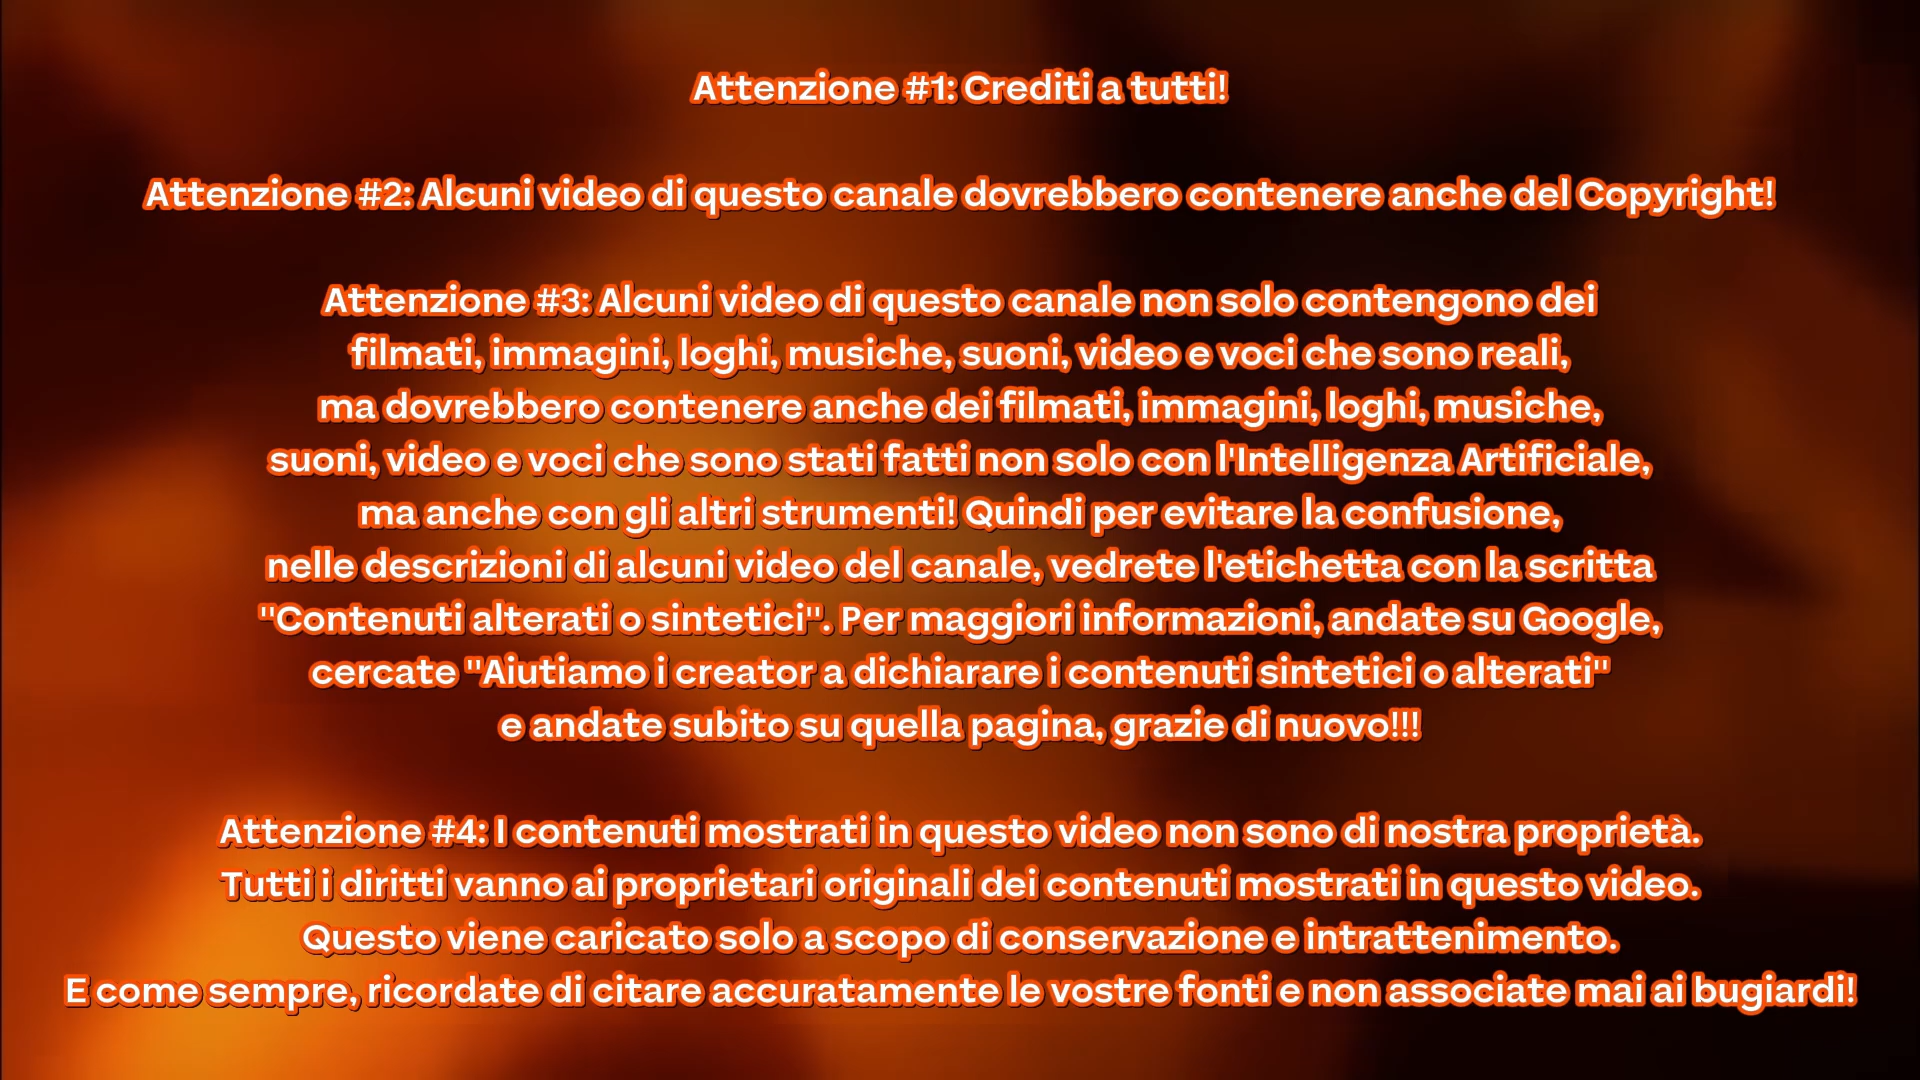 Attenzione #1: Crediti a tutti!
Attenzione #2: Alcuni video di questo canale dovrebbero contenere anche del Copyright!
Attenzione #3: Alcuni video di questo canale non solo contengono dei
filmati, immagini, loghi, musiche, suoni, video e voci che sono reali,
ma dovrebbero contenere anche dei filmati, immagini, loghi, musiche,
suoni, video e voci che sono stati fatti non solo con l'Intelligenza Artificiale,
ma anche con gli altri strumenti! Quindi per evitare la confusione,
nelle descrizioni di alcuni video del canale, vedrete l'etichetta con la scritta
"Contenuti alterati o sintetici". Per maggiori informazioni, andate su Google,
cercate "Aiutiamo i creator a dichiarare i contenuti sintetici o alterati"
e andate subito su quella pagina, grazie di nuovo!!!
Attenzione #4: I contenuti mostrati in questo video non sono di nostra proprietà.
Tutti i diritti vanno ai proprietari originali dei contenuti mostrati in questo video.
Questo viene caricato solo a scopo di conservazione e intrattenimento.
E come sempre, ricordate di citare accuratamente le vostre fonti e non associate mai ai bugiardi!